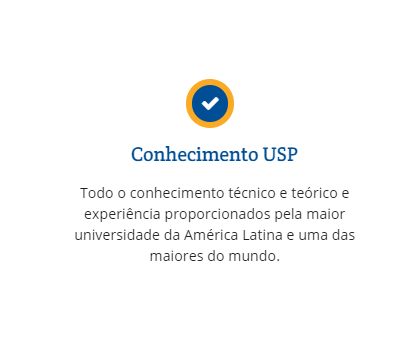 Conhecimento USP
Todo o conhecimento técnico e teórico e
experiência proporcionados pela maior
universidade da América Latina e uma das
maiores do mundo.